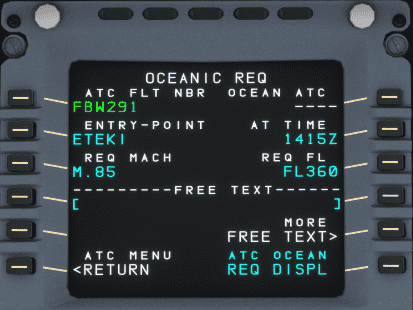 OCEANIC REQ
ATC FLT NBR OCEAN ATC
FBW291 ----
ENTRY-POINT AT TIME
ETEKI 1415Z
REQ MACH REQ FL
M.85 FL360
---------FREE TEXT---------
[ ]
MORE
FREE TEXT>
ATC MENU ATC OCEAN
<RETURN REQ DISPL